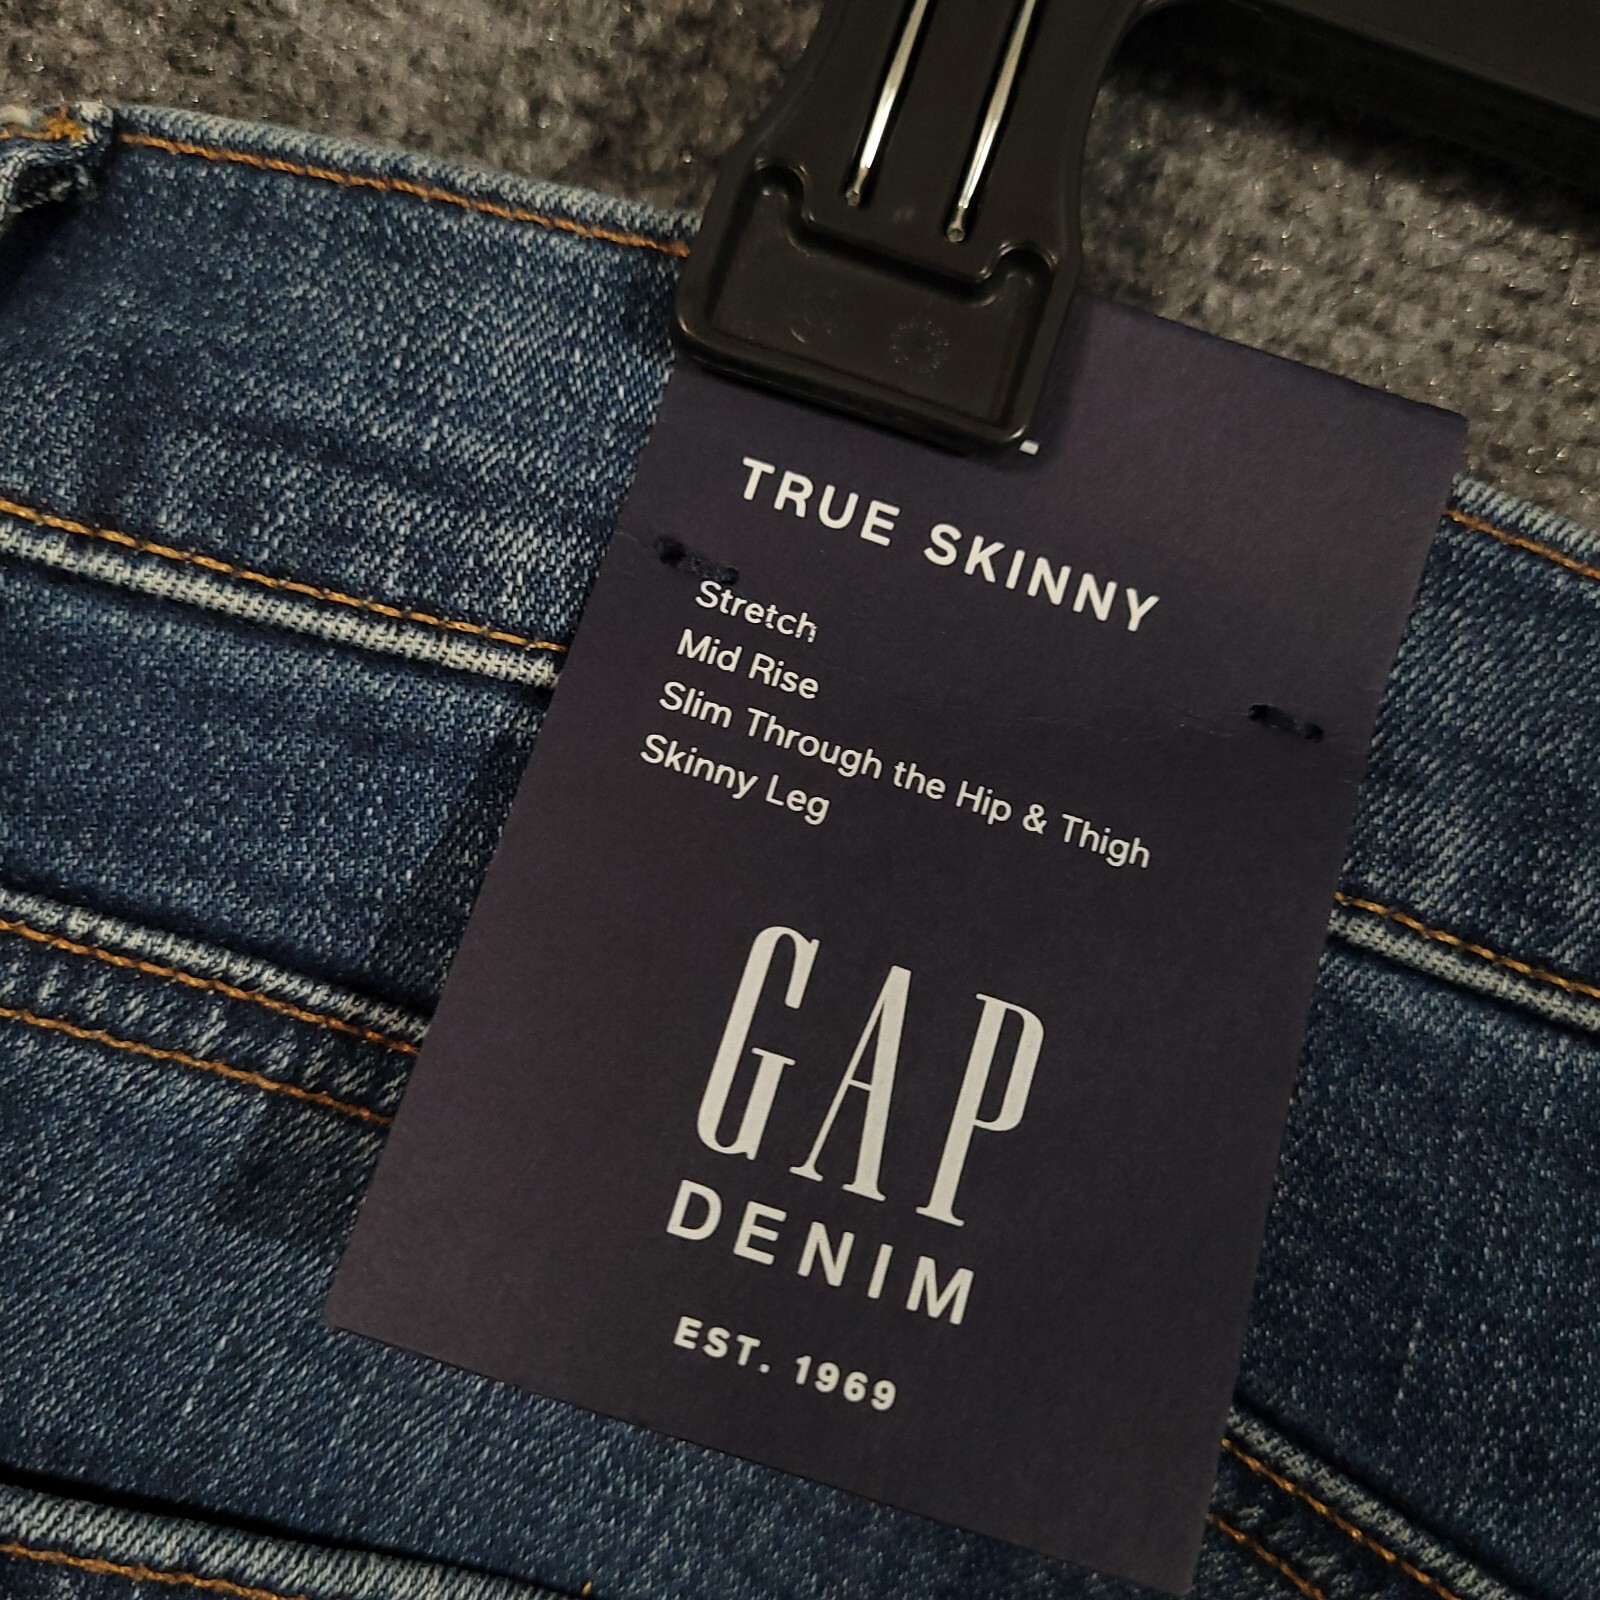 TRUE SKINNY
Stretch
Mid Rise
Slim Through the Hip & Thigh
Skinny Leg
GAP
DENIM
EST. 1969